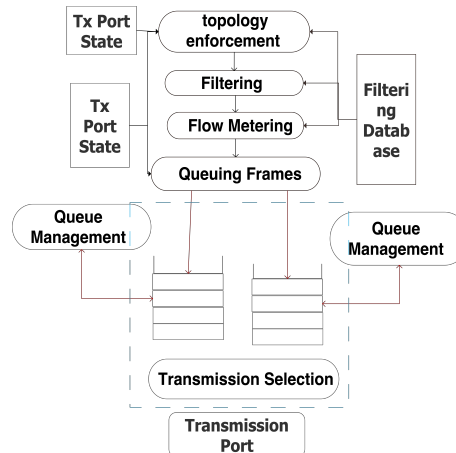 Tx Port
State
topology
enforcement
Filtering
Tx
Port
State
Flow Metering
Filteri
ng
Datab
ase
Queuing Frames
Queue
Management
Queue
Management
Transmission Selection
Transmission
Port